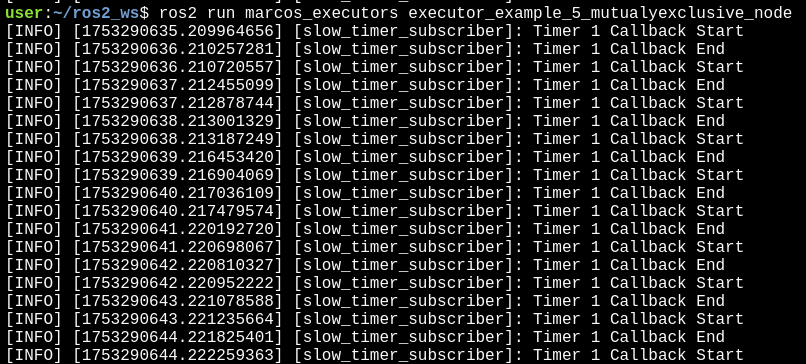 user:~/ros2_ws$ ros2 run marcos_executors executor_example_5_mutualyexclusive_node
[INFO] [1753290635.209964656] [slow_timer_subscriber]: Timer 1 Callback Start
[INFO] [1753290636.210257281] [slow_timer_subscriber]: Timer 1 Callback End
[INFO] [1753290636.210720557] [slow_timer_subscriber]: Timer 1 Callback Start
[INFO] [1753290637.212455099] [slow_timer_subscriber]: Timer 1 Callback End
[INFO] [1753290637.212878744] [slow_timer_subscriber]: Timer 1 Callback Start
[INFO] [1753290638.213001329] [slow_timer_subscriber]: Timer 1 Callback End
[INFO] [1753290638.213187249] [slow_timer_subscriber]: Timer 1 Callback Start
[INFO] [1753290639.216453420] [slow_timer_subscriber]: Timer 1 Callback End
[INFO] [1753290639.216904069] [slow_timer_subscriber]: Timer 1 Callback Start
[INFO] [1753290640.217036109] [slow_timer_subscriber]: Timer 1 Callback End
[INFO] [1753290640.217479574] [slow_timer_subscriber]: Timer 1 Callback Start
[INFO] [1753290641.220192720] [slow_timer_subscriber]: Timer 1 Callback End
[INFO] [1753290641.220698067] [slow_timer_subscriber]: Timer 1 Callback Start
[INFO] [1753290642.220810327] [slow_timer_subscriber]: Timer 1 Callback End
[INFO] [1753290642.220952222] [slow_timer_subscriber]: Timer 1 Callback Start
[INFO] [1753290643.221078588] [slow_timer_subscriber]: Timer 1 Callback End
[INFO] [1753290643.221235664] [slow_timer_subscriber]: Timer 1 Callback Start
[INFO] [1753290644.221825401] [slow_timer_subscriber]: Timer 1 Callback End
[INFO] [1753290644.222259363] [slow_timer_subscriber]: Timer 1 Callback Start